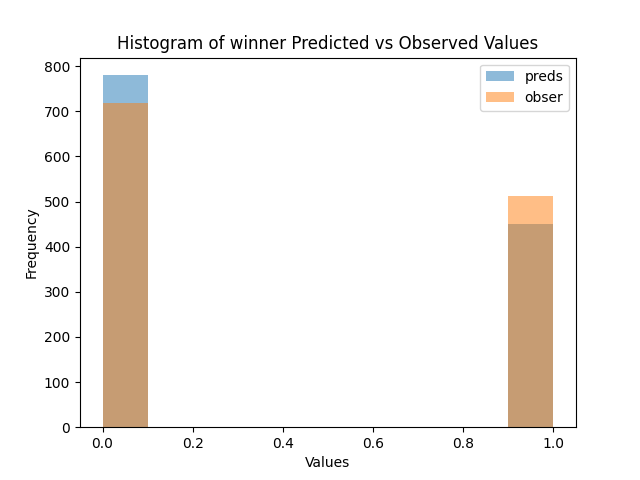 Histogram of winner Predicted vs Observed Values
preds
obser
800
700
600
500
400
300
200
100
0
Frequency
0.0 0.2 0.4 0.6 0.8 1.0
Values